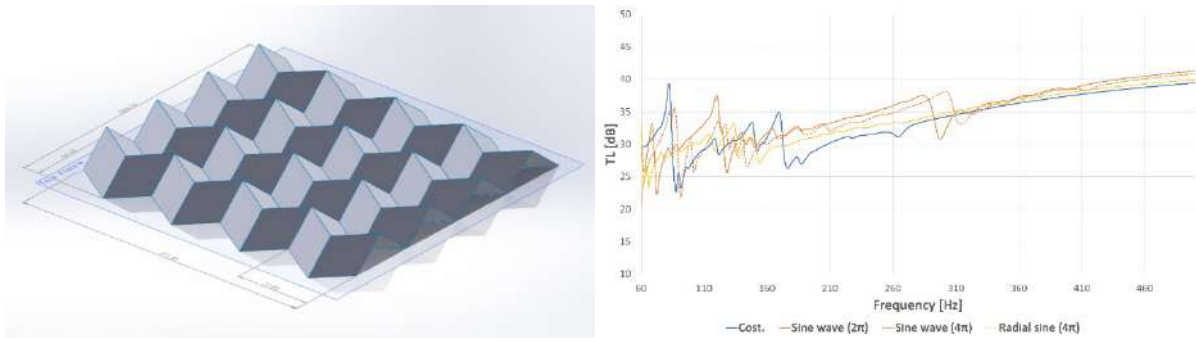 50
45
40
35
30
25
20
15
10
TL [dB]
60 110 160 210 260 310 360 410 460
Frequency [Hz]
Cost. Sine wave (2π) Sine wave (4π) Radial sine (4π)